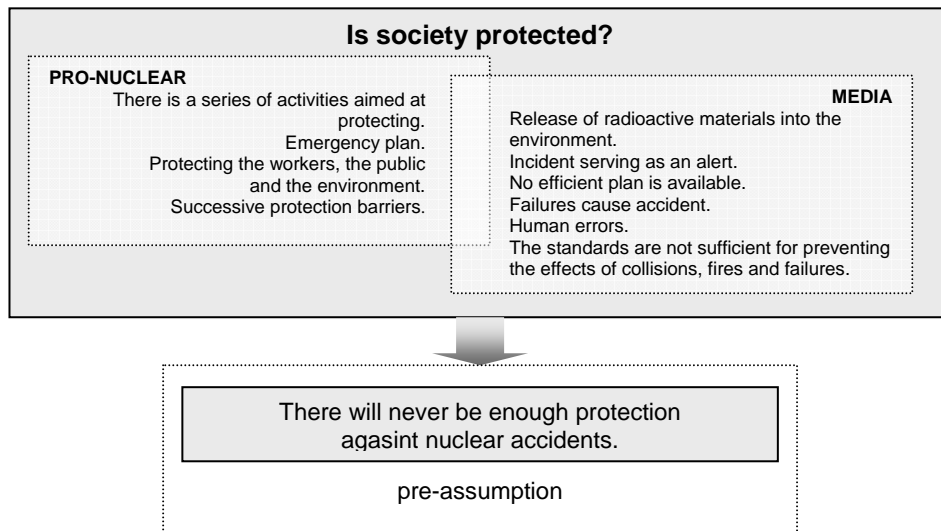 Is society protected?
PRO-NUCLEAR
There is a series of activities aimed at
protecting.
Emergency plan.
Protecting the workers, the public
and the environment.
Successive protection barriers.
MEDIA
Release of radioactive materials into the
environment.
Incident serving as an alert.
No efficient plan is available.
Failures cause accident.
Human errors.
The standards are not sufficient for preventing
the effects of collisions, fires and failures.
There will never be enough protection
agasint nuclear accidents.
pre-assumption